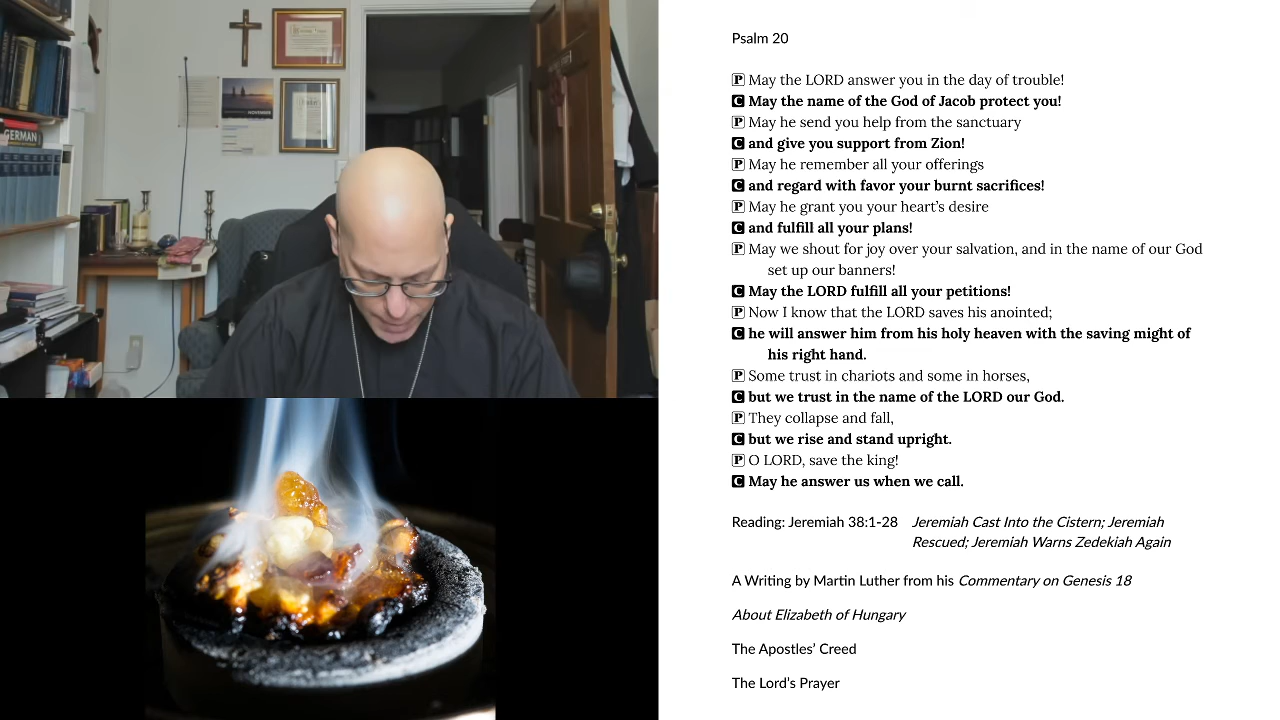 GERMAN
NOVEMBER
Psalm 20
P May the LORD answer you in the day of trouble!
C May the name of the God of Jacob protect you!
P May he send you help from the sanctuary
C and give you support from Zion!
P May he remember all your offerings
C and regard with favor your burnt sacrifices!
P May he grant you your heart’s desire
C and fulfill all your plans!
P May we shout for joy over your salvation, and in the name of our God
set up our banners!
C May the LORD fulfill all your petitions!
P Now I know that the LORD saves his anointed;
C he will answer him from his holy heaven with the saving might of
his right hand.
P Some trust in chariots and some in horses,
C but we trust in the name of the LORD our God.
P They collapse and fall,
C but we rise and stand upright.
P O LORD, save the king!
C May he answer us when we call.
Reading: Jeremiah 38:1-28 Jeremiah Cast Into the Cistern; Jeremiah
Rescued; Jeremiah Warns Zedekiah Again
A Writing by Martin Luther from his Commentary on Genesis 18
About Elizabeth of Hungary
The Apostles’ Creed
The Lord’s Prayer